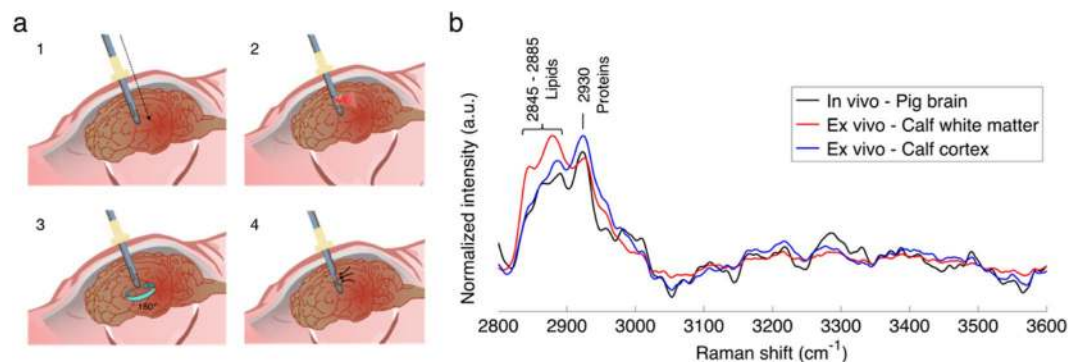 a
1
2
3
180°
4
b
2845 - 2885
Lipids
2930
Proteins
In vivo - Pig brain
Ex vivo - Calf white matter
Ex vivo - Calf cortex
Normalized intensity (a.u.)
2800 2900 3000 3100 3200 3300 3400 3500 3600
Raman shift (cm⁻¹)